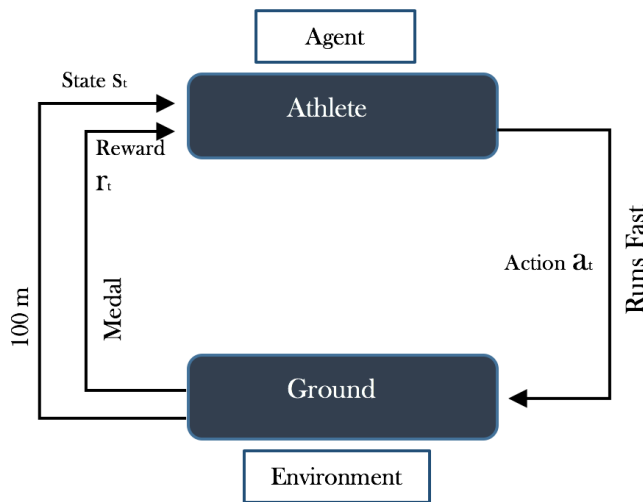 Agent
State st
Athlete
Reward
rt
Action at
Runs Fast
Medal
100 m
Ground
Environment